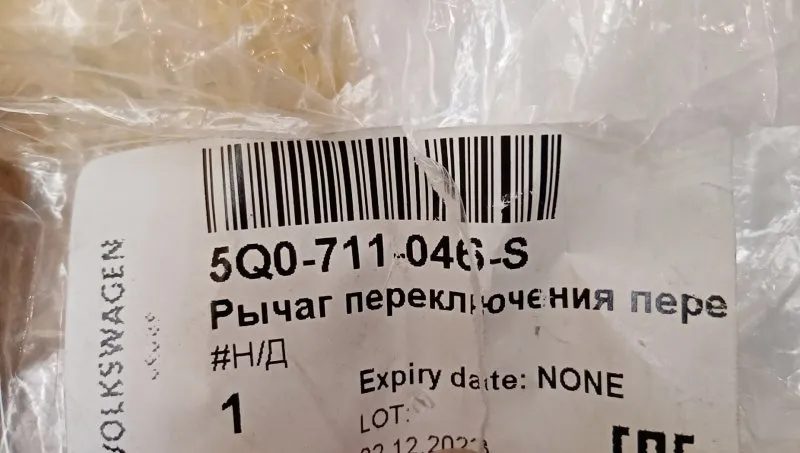 5Q0-711-046-S
Рычаг переключения пере
#Н/Д
1
Expiry date: NONE
LOT:
VOLKSWAGEN